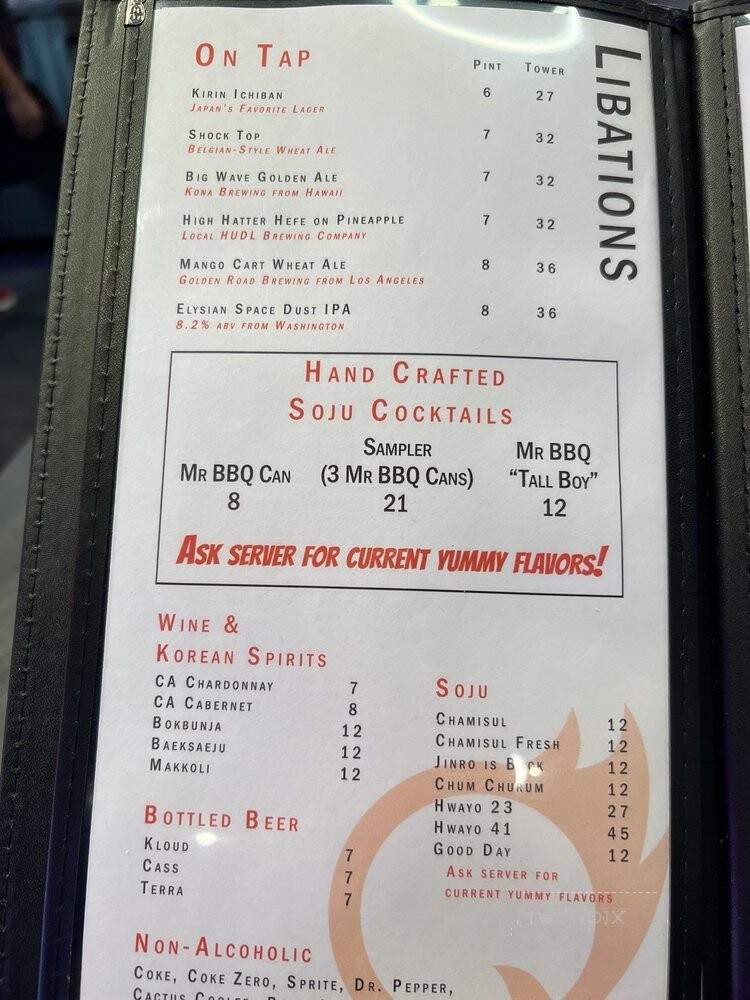 Libations
On Tap
Pint Tower
Kirin Ichiban 6 27
Japan's Favorite Lager
Shock Top 7 32
Belgian-Style Wheat Ale
Big Wave Golden Ale 7 32
Kona Brewing from Hawaii
High Hatter Hefe on Pineapple 7 32
Local HUDL Brewing Company
Mango Cart Wheat Ale 8 36
Golden Road Brewing from Los Angeles
Elysian Space Dust IPA 8 36
8.2% abv from Washington
Hand Crafted
Soju Cocktails
Mr BBQ Can
8
Sampler
(3 Mr BBQ Cans)
21
Mr BBQ
"Tall Boy"
12
Ask server for current yummy flavors!
Wine &
Korean Spirits
CA Chardonnay 7
CA Cabernet 8
Bokbunja 12
Baeksaeju 12
Makkoli 12
Soju
Chamisul 12
Chamisul Fresh 12
Jinro is Back 12
Chum Churum 12
Hwayo 23 27
Hwayo 41 45
Good Day 12
Ask server for
current yummy flavors
Bottled Beer
Kloud 7
Cass 7
Terra 7
Non-Alcoholic
Coke, Coke Zero, Sprite, Dr. Pepper,
Cactus Cooler,